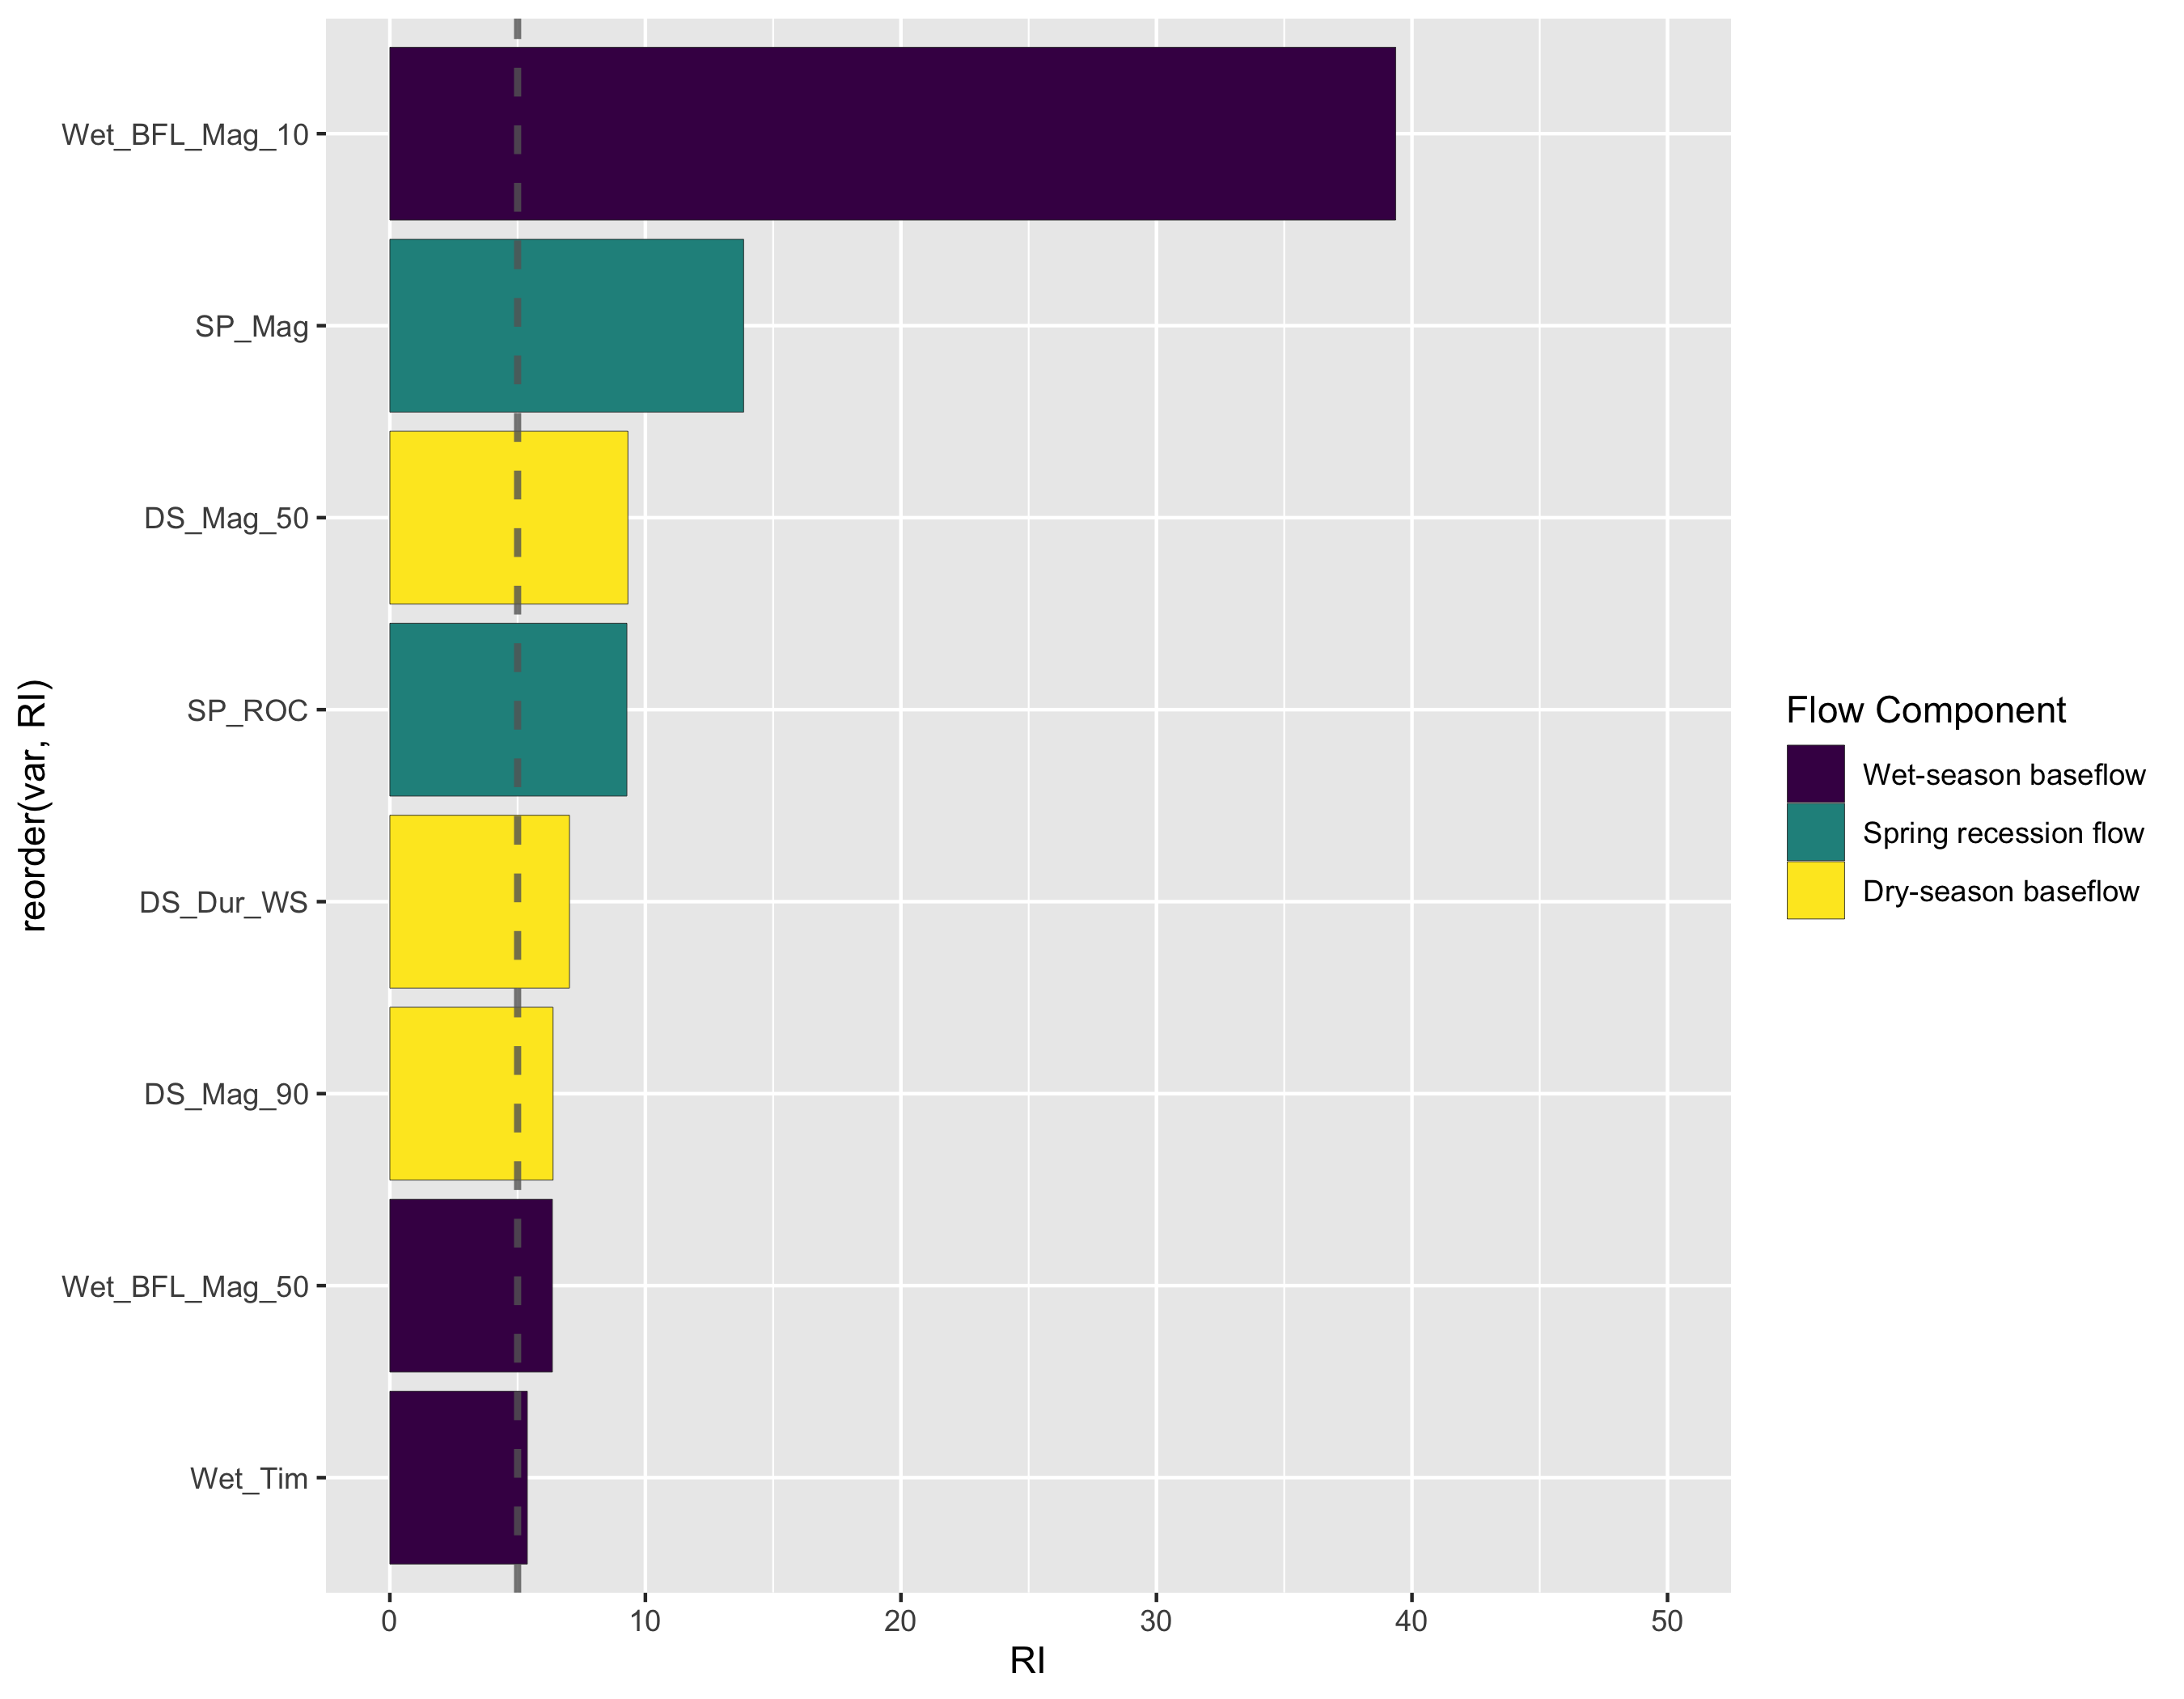 Wet_BFL_Mag_10
SP_Mag
DS_Mag_50
SP_ROC
DS_Dur_WS
DS_Mag_90
Wet_BFL_Mag_50
Wet_Tim
reorder(var, RI)
0 10 20 30 40 50
RI
Flow Component
Wet-season baseflow
Spring recession flow
Dry-season baseflow